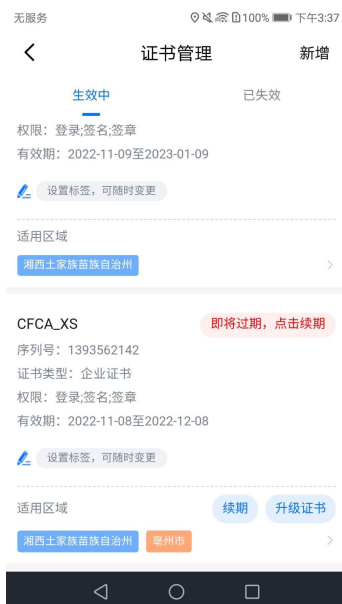 无服务 100% 下午3:37
证书管理 新增
生效中 已失效
权限：登录;签名;签章
有效期：2022-11-09至2023-01-09
设置标签，可随时变更
适用区域
湘西土家族苗族自治州
CFCA_XS 即将过期，点击续期
序列号：1393562142
证书类型：企业证书
权限：登录;签名;签章
有效期：2022-11-08至2022-12-08
设置标签，可随时变更
适用区域 续期 升级证书
湘西土家族苗族自治州 亳州市